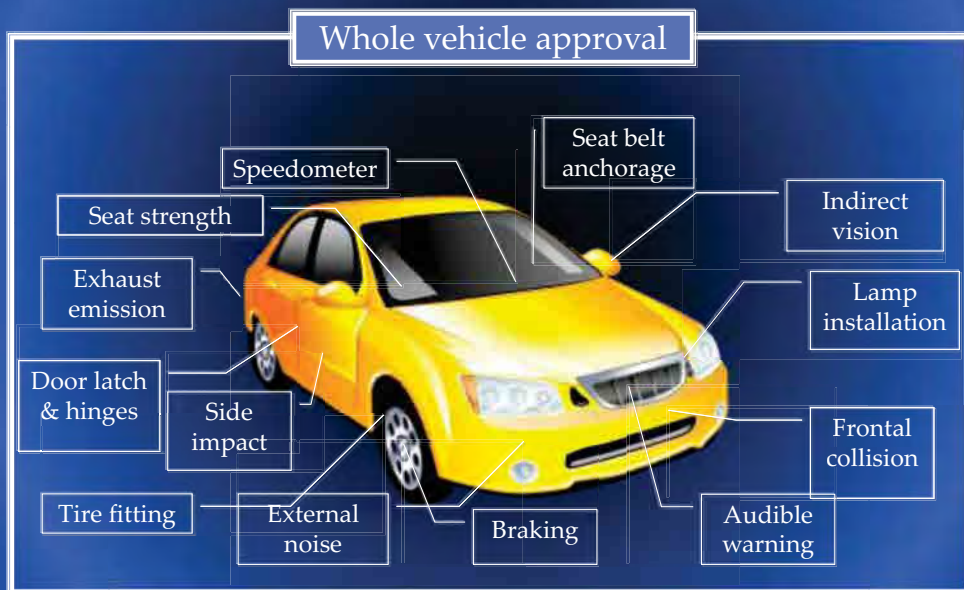 Whole vehicle approval
Seat belt
anchorage
Speedometer
Indirect
vision
Seat strength
Exhaust
emission
Lamp
installation
Door latch
& hinges
Side
impact
Frontal
collision
Tire fitting
External
noise
Braking
Audible
warning